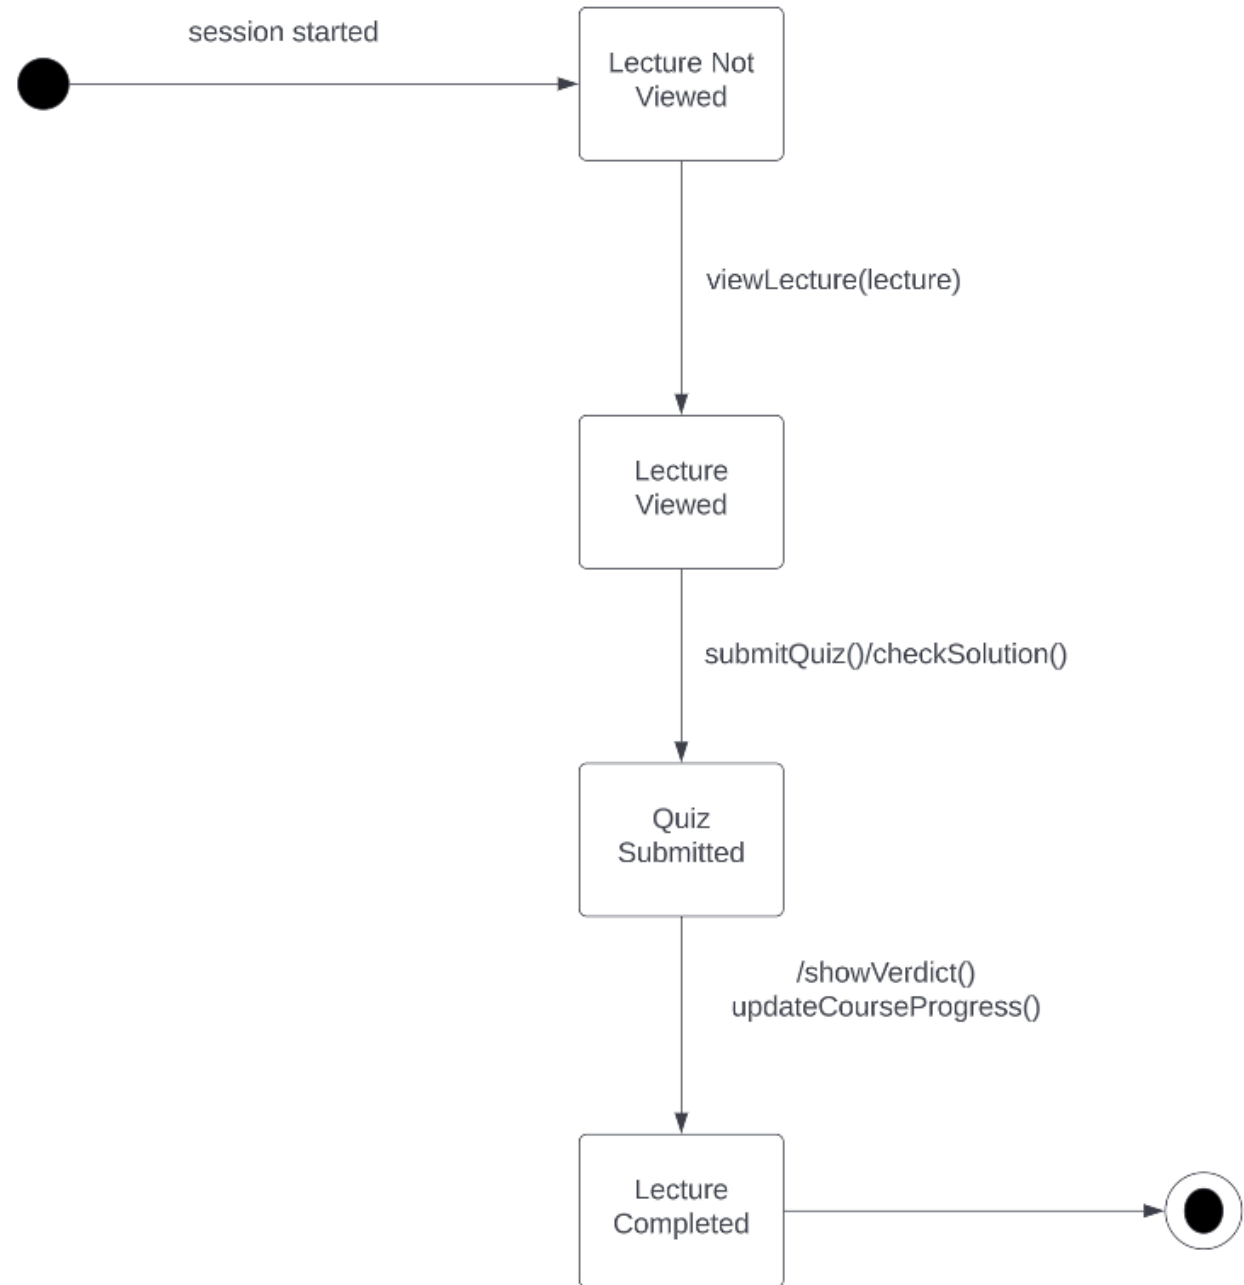 session started
Lecture Not
Viewed
viewLecture(lecture)
Lecture
Viewed
submitQuiz()/checkSolution()
Quiz
Submitted
/showVerdict()
updateCourseProgress()
Lecture
Completed